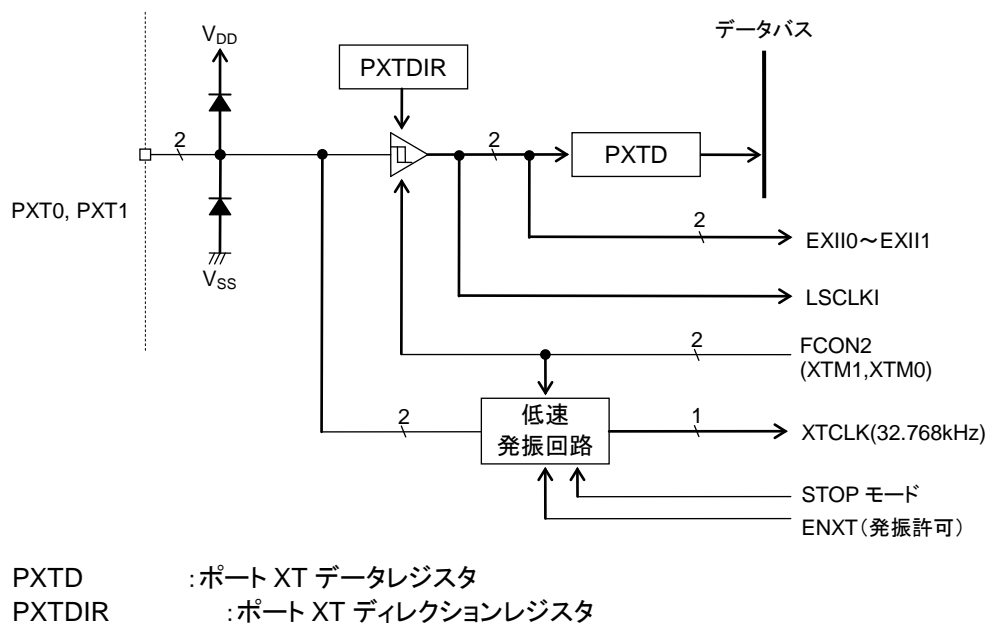 データバス
VDD
PXTDIR
2
2
PXTD
PXT0, PXT1
2
EXII0～EXII1
VSS
LSCLKI
2
FCON2
(XTM1,XTM0)
2
低速
発振回路
1
XTCLK(32.768kHz)
STOP モード
ENXT（発振許可）
PXTD :ポート XT データレジスタ
PXTDIR :ポート XT ディレクションレジスタ